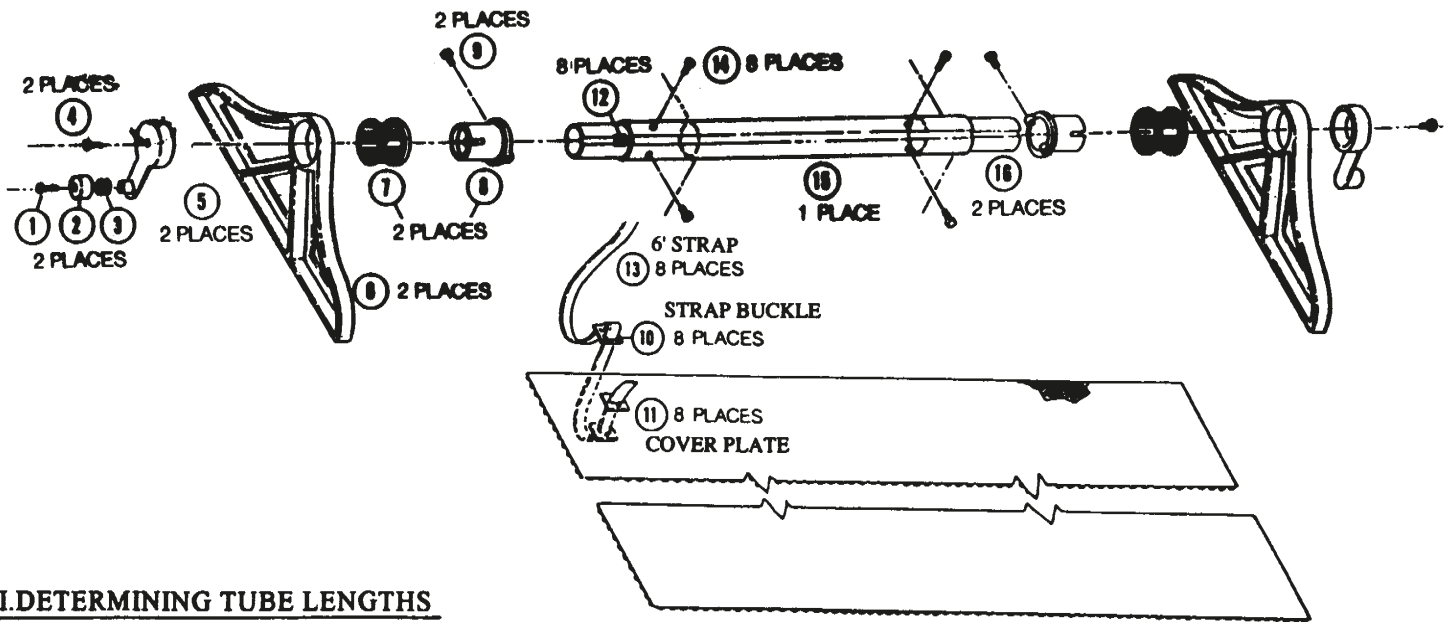 2 PLACES
9
8 PLACES
12
14 8 PLACES
2 PLACES
4
1
2
3
2 PLACES
5
2 PLACES
7
8
2 PLACES
15
1 PLACE
16
2 PLACES
6 2 PLACES
6' STRAP
13 8 PLACES
STRAP BUCKLE
10 8 PLACES
11 8 PLACES
COVER PLATE
I.DETERMINING TUBE LENGTHS